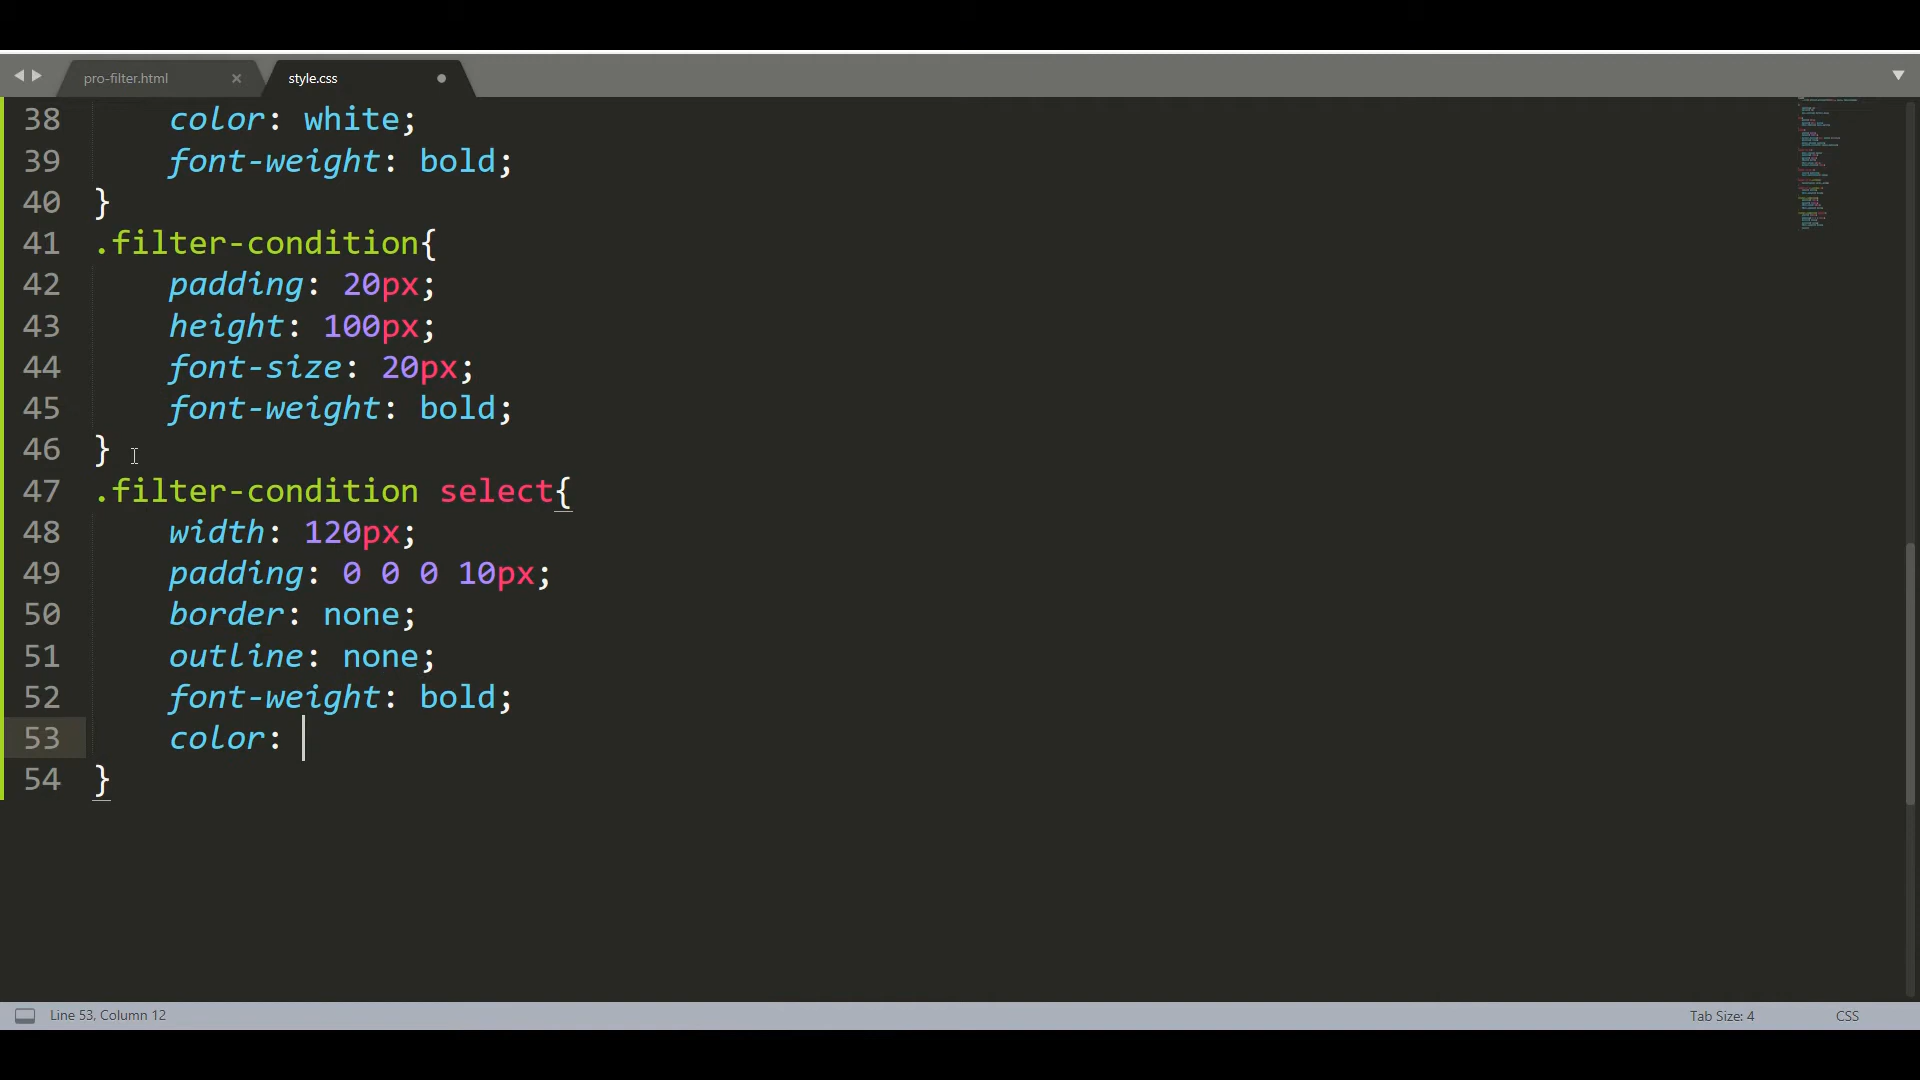 pro-filter.html
style.css
38 color: white;
39 font-weight: bold;
40 }
41 .filter-condition{
42 padding: 20px;
43 height: 100px;
44 font-size: 20px;
45 font-weight: bold;
46 }
47 .filter-condition select{
48 width: 120px;
49 padding: 0 0 0 10px;
50 border: none;
51 outline: none;
52 font-weight: bold;
53 color:
54 }
Line 53, Column 12
Tab Size: 4
CSS